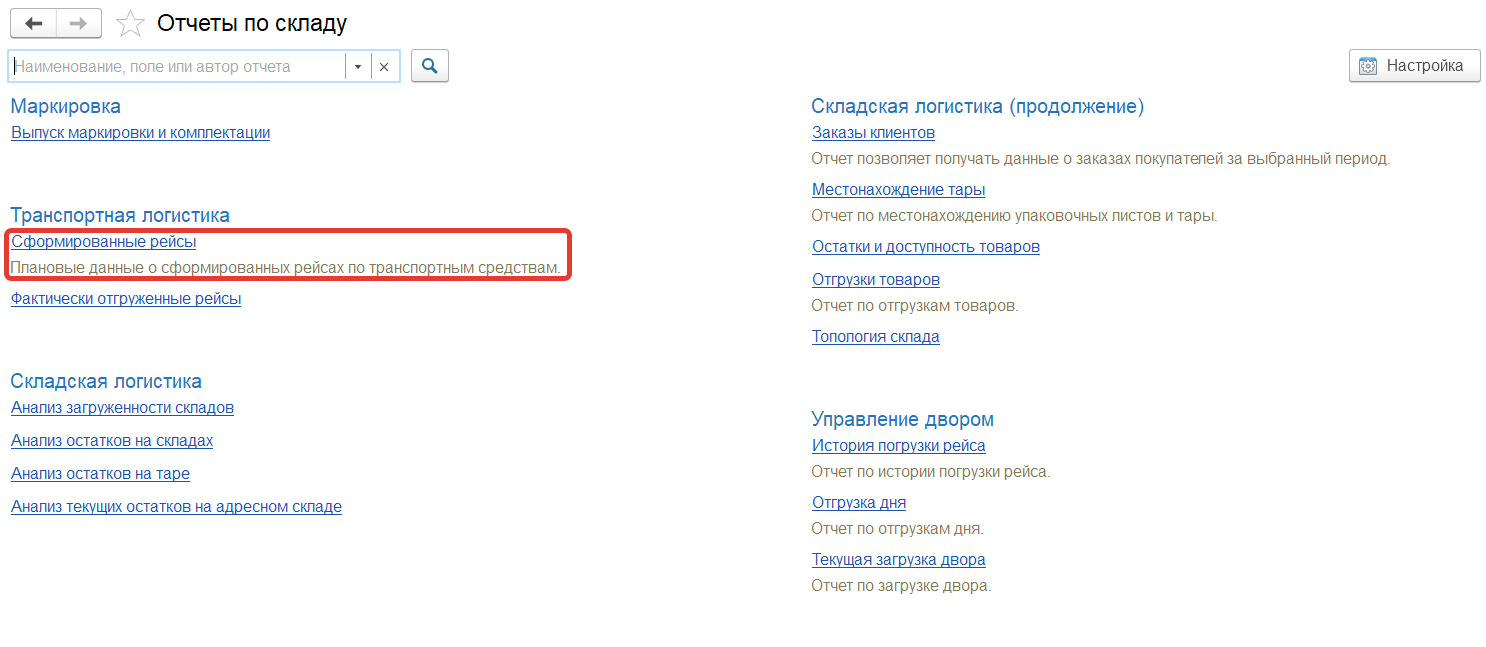 Отчеты по складу
Наименование, поле или автор отчета
Настройка
Маркировка
Выпуск маркировки и комплектации
Транспортная логистика
Сформированные рейсы
Плановые данные о сформированных рейсах по транспортным средствам.
Фактически отгруженные рейсы
Складская логистика
Анализ загруженности складов
Анализ остатков на складах
Анализ остатков на таре
Анализ текущих остатков на адресном складе
Складская логистика (продолжение)
Заказы клиентов
Отчет позволяет получать данные о заказах покупателей за выбранный период.
Местонахождение тары
Отчет по местонахождению упаковочных листов и тары.
Остатки и доступность товаров
Отгрузки товаров
Отчет по отгрузкам товаров.
Топология склада
Управление двором
История погрузки рейса
Отчет по истории погрузки рейса.
Отгрузка дня
Отчет по отгрузкам дня.
Текущая загрузка двора
Отчет по загрузке двора.